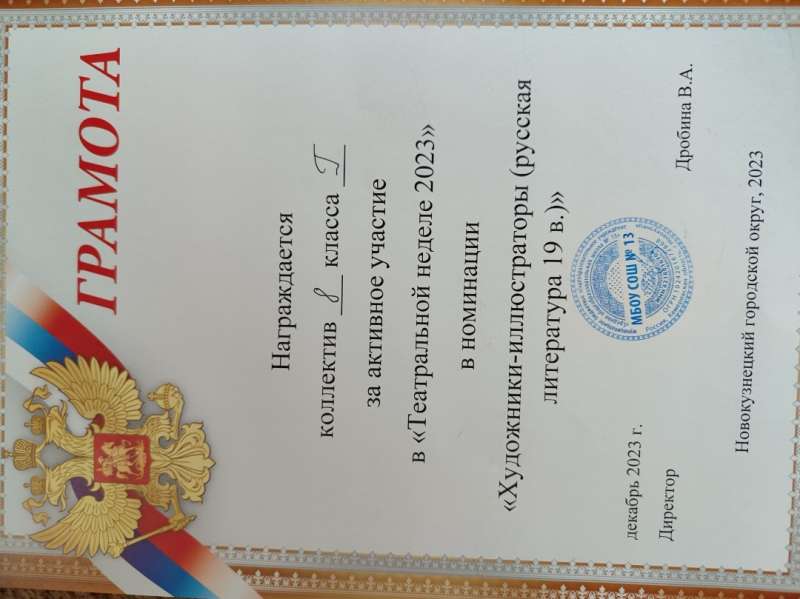 ГРАМОТА
Награждается
коллектив 8 класса Г
за активное участие
в «Театральной неделе 2023»
в номинации
«Художники-иллюстраторы (русская
литература 19 в.)»
декабрь 2023 г.
Директор Дробина В.А.
МБОУ СОШ № 13
Новокузнецкий городской округ, 2023